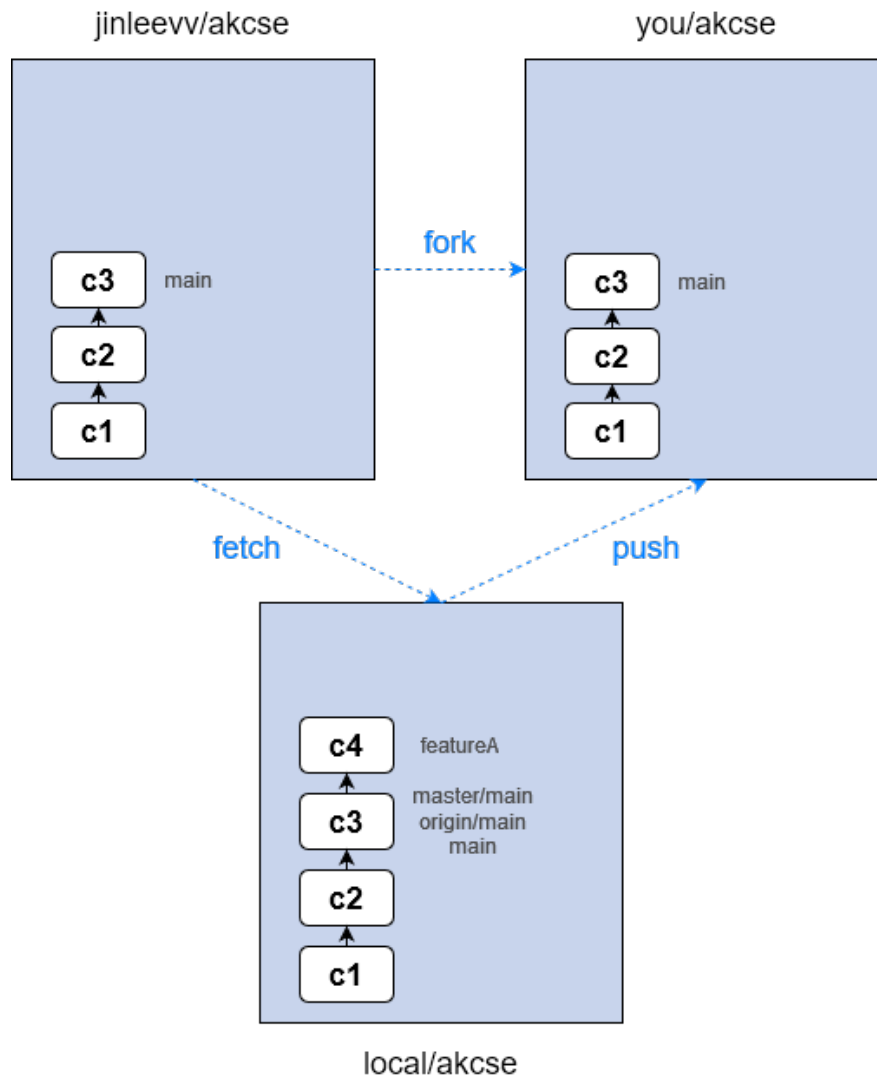 jinleevv/akcse
you/akcse
fork
c3 main
c2
c1
c3 main
c2
c1
fetch
push
c4 featureA
c3
master/main
origin/main
main
c2
c1
local/akcse